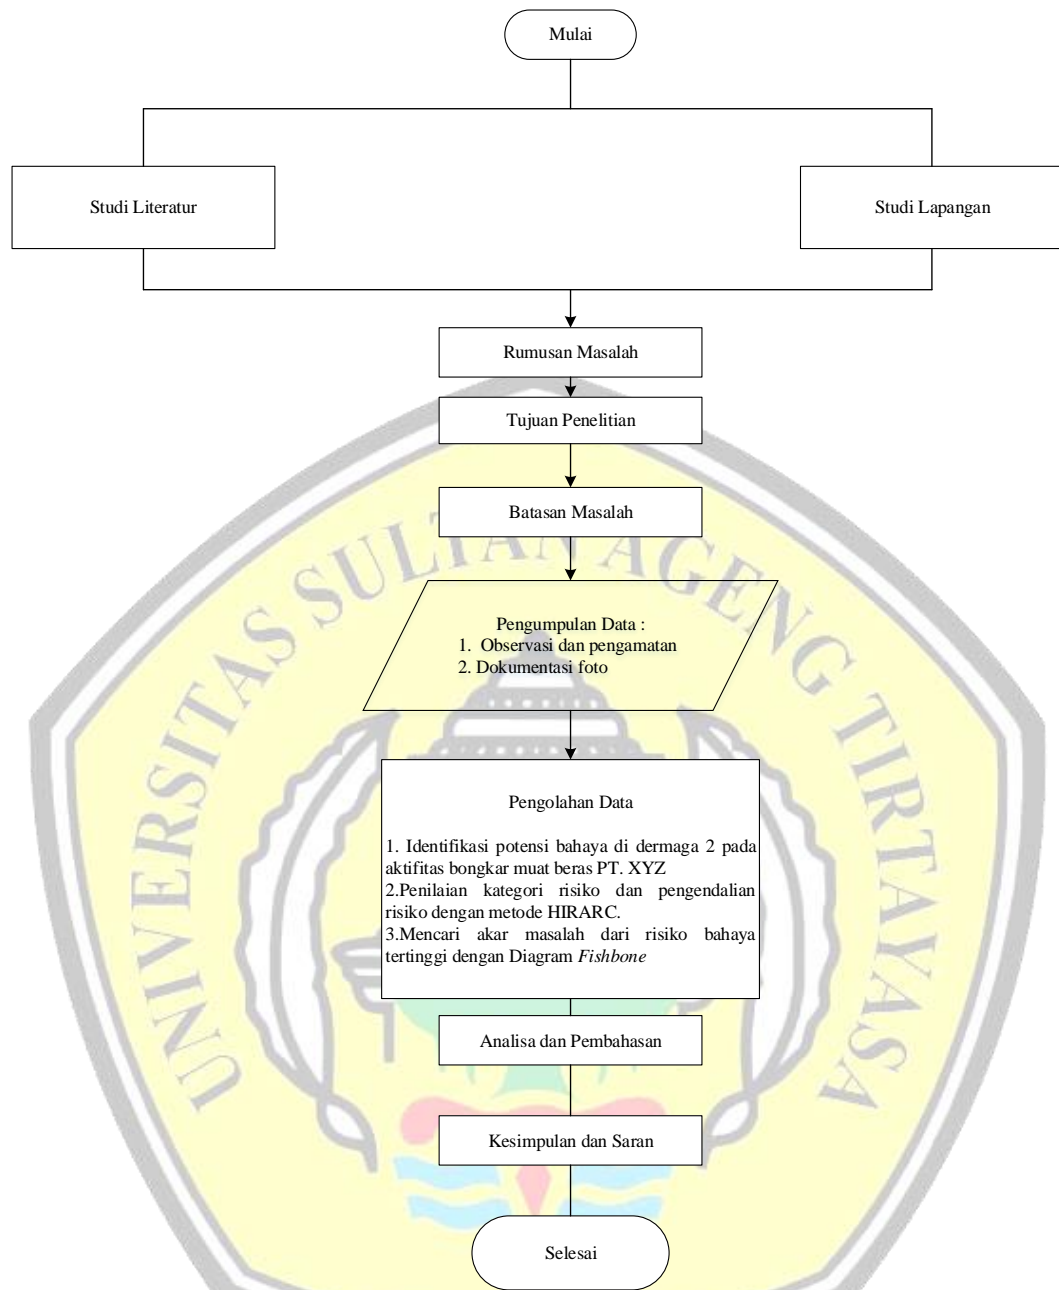 Mulai
Studi Literatur
Studi Lapangan
Rumusan Masalah
Tujuan Penelitian
Batasan Masalah
Pengumpulan Data :
1. Observasi dan pengamatan
2. Dokumentasi foto
Pengolahan Data
1. Identifikasi potensi bahaya di dermaga 2 pada
aktifitas bongkar muat beras PT. XYZ
2.Penilaian kategori risiko dan pengendalian
risiko dengan metode HIRARC.
3.Mencari akar masalah dari risiko bahaya
tertinggi dengan Diagram Fishbone
Analisa dan Pembahasan
Kesimpulan dan Saran
Selesai
UNIVERSITAS SULTAN AGENG TIRTAYASA